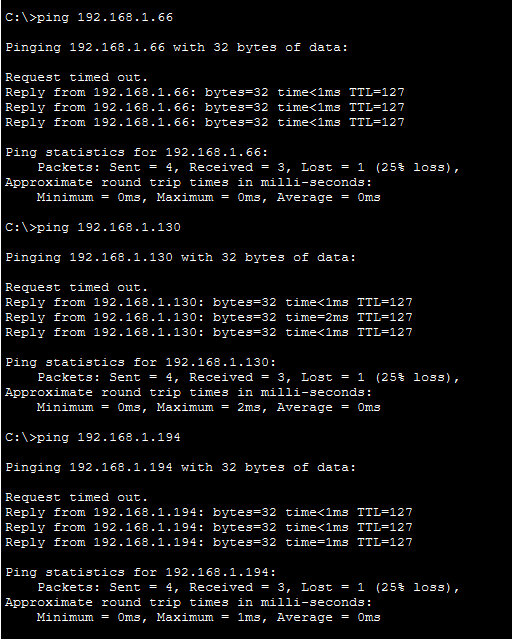 C:\>ping 192.168.1.66
Pinging 192.168.1.66 with 32 bytes of data:
Request timed out.
Reply from 192.168.1.66: bytes=32 time<1ms TTL=127
Reply from 192.168.1.66: bytes=32 time<1ms TTL=127
Reply from 192.168.1.66: bytes=32 time<1ms TTL=127
Ping statistics for 192.168.1.66:
    Packets: Sent = 4, Received = 3, Lost = 1 (25% loss),
Approximate round trip times in milli-seconds:
    Minimum = 0ms, Maximum = 0ms, Average = 0ms
C:\>ping 192.168.1.130
Pinging 192.168.1.130 with 32 bytes of data:
Request timed out.
Reply from 192.168.1.130: bytes=32 time<1ms TTL=127
Reply from 192.168.1.130: bytes=32 time=2ms TTL=127
Reply from 192.168.1.130: bytes=32 time<1ms TTL=127
Ping statistics for 192.168.1.130:
    Packets: Sent = 4, Received = 3, Lost = 1 (25% loss),
Approximate round trip times in milli-seconds:
    Minimum = 0ms, Maximum = 2ms, Average = 0ms
C:\>ping 192.168.1.194
Pinging 192.168.1.194 with 32 bytes of data:
Request timed out.
Reply from 192.168.1.194: bytes=32 time<1ms TTL=127
Reply from 192.168.1.194: bytes=32 time<1ms TTL=127
Reply from 192.168.1.194: bytes=32 time=1ms TTL=127
Ping statistics for 192.168.1.194:
    Packets: Sent = 4, Received = 3, Lost = 1 (25% loss),
Approximate round trip times in milli-seconds:
    Minimum = 0ms, Maximum = 1ms, Average = 0ms